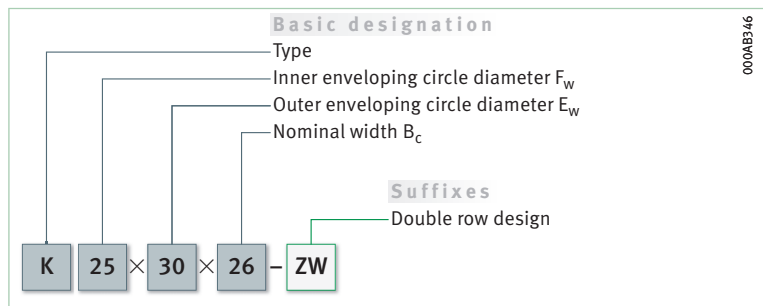 Basic designation
Type
Inner enveloping circle diameter Fw
Outer enveloping circle diameter Ew
Nominal width Bc
Suffixes
Double row design
K 25 × 30 × 26 – ZW
000AB346